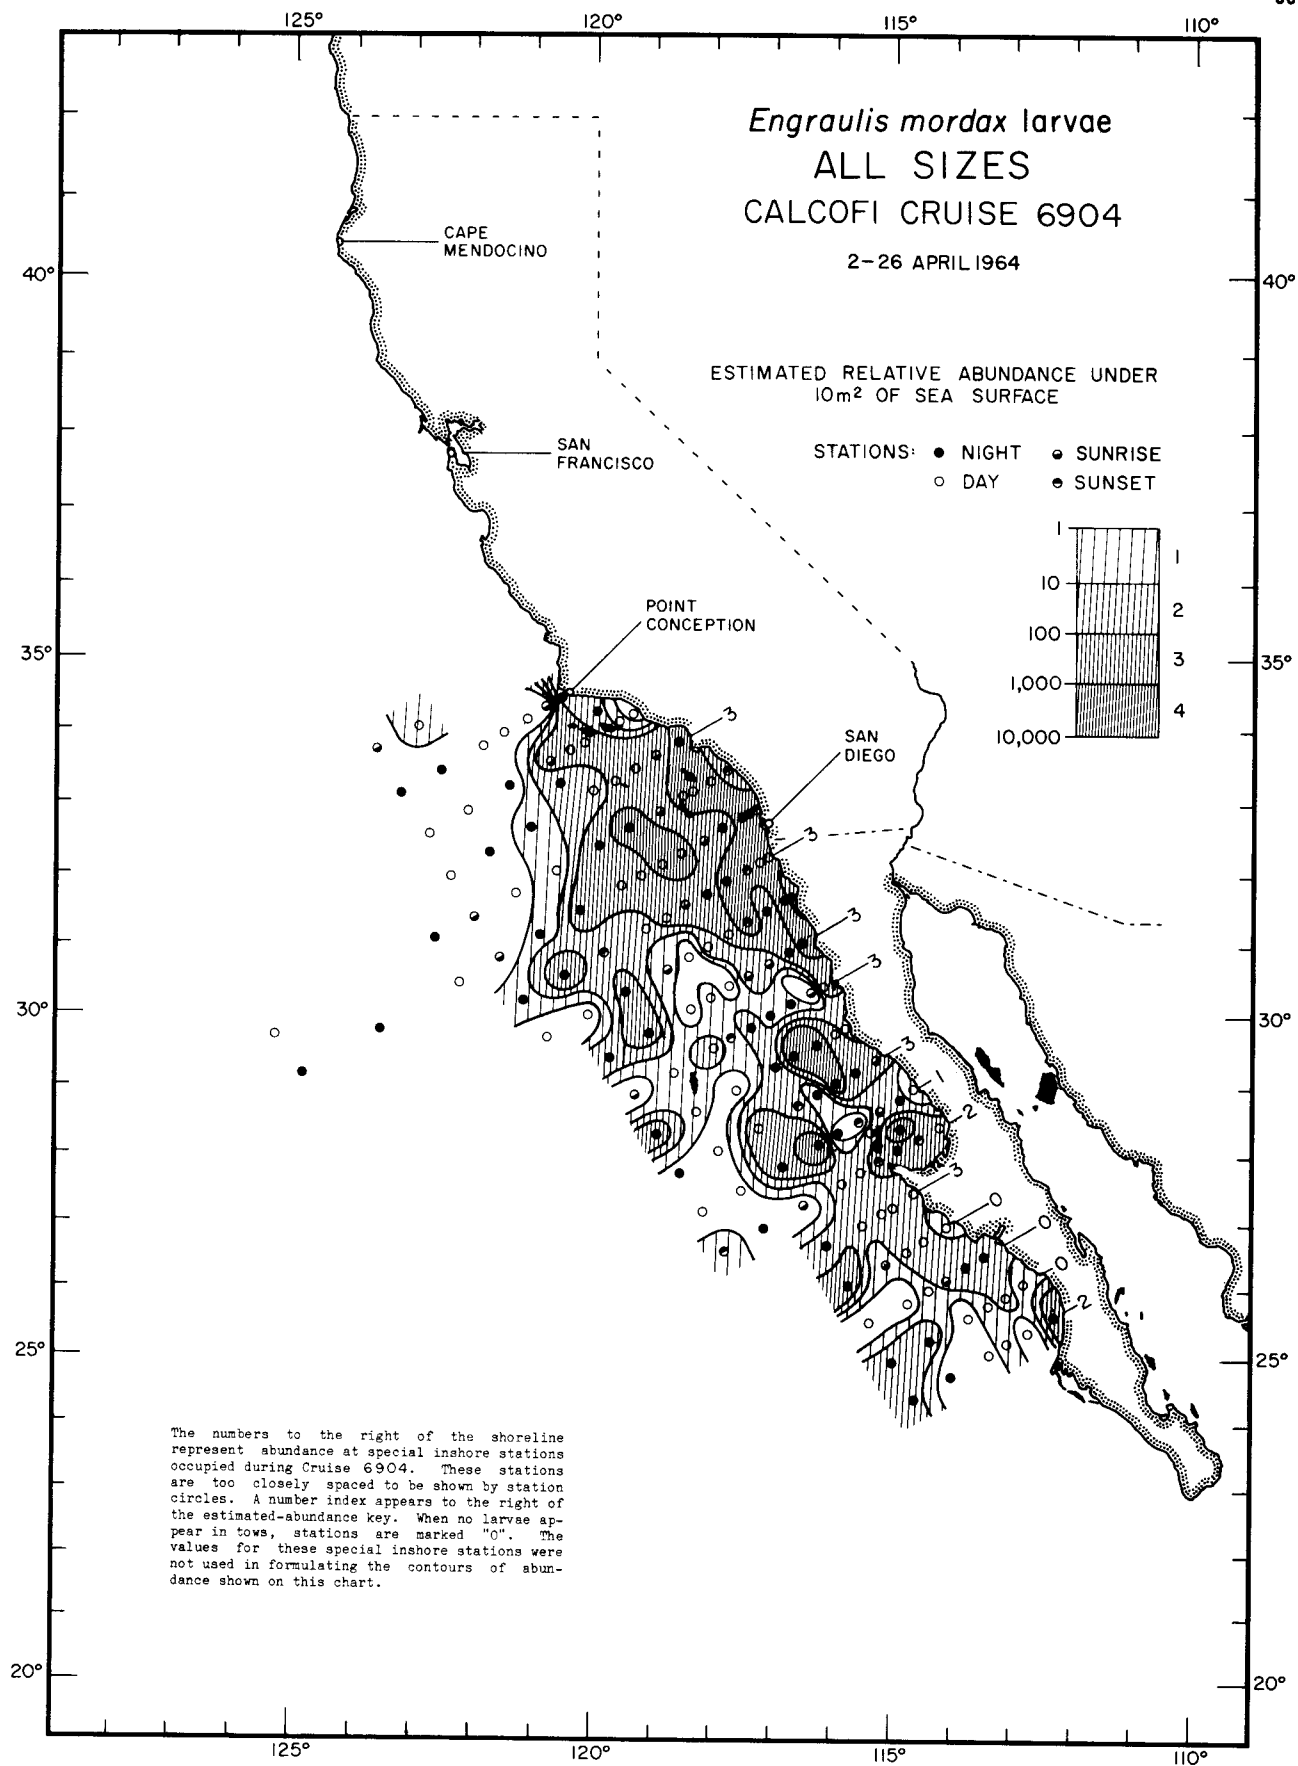 125° 120° 115° 110°
Engraulis mordax larvae
ALL SIZES
CALCOFI CRUISE 6904
2-26 APRIL 1964
CAPE
MENDOCINO
40° 40°
ESTIMATED RELATIVE ABUNDANCE UNDER
10m² OF SEA SURFACE
SAN
FRANCISCO
STATIONS: ● NIGHT SUNRISE
○ DAY SUNSET
1
1
10
2
100
3
1,000
4
10,000
POINT
CONCEPTION
35° 35°
3
SAN
DIEGO
3
3
3
30° 30°
3
1
2
3
0
0
0
2
25° 25°
The numbers to the right of the shoreline
represent abundance at special inshore stations
occupied during Cruise 6904. These stations
are too closely spaced to be shown by station
circles. A number index appears to the right of
the estimated-abundance key. When no larvae ap-
pear in tows, stations are marked "0". The
values for these special inshore stations were
not used in formulating the contours of abun-
dance shown on this chart.
20° 20°
125° 120° 115° 110°